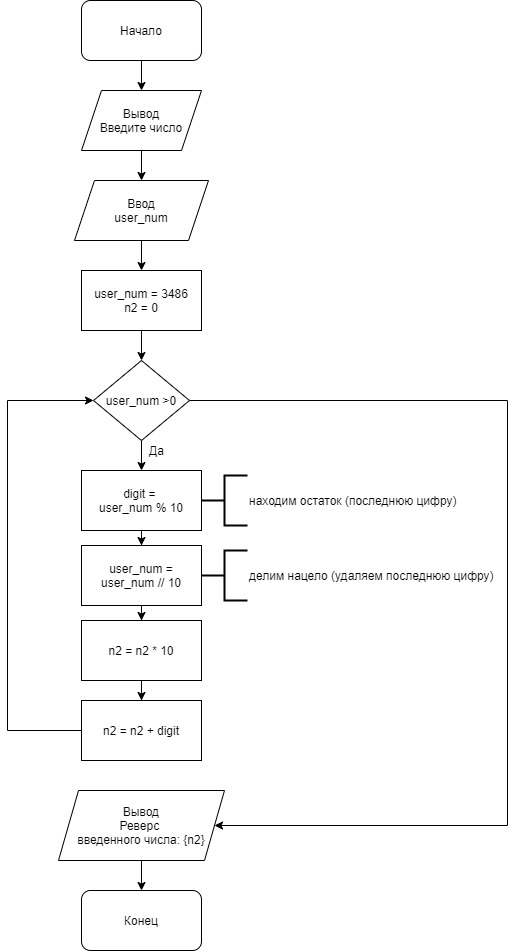 Начало
Вывод
Введите число
Ввод
user_num
user_num = 3486
n2 = 0
user_num >0
Да
digit =
user_num % 10
находим остаток (последнюю цифру)
user_num =
user_num // 10
делим нацело (удаляем последнюю цифру)
n2 = n2 * 10
n2 = n2 + digit
Вывод
Реверс
введенного числа: {n2}
Конец